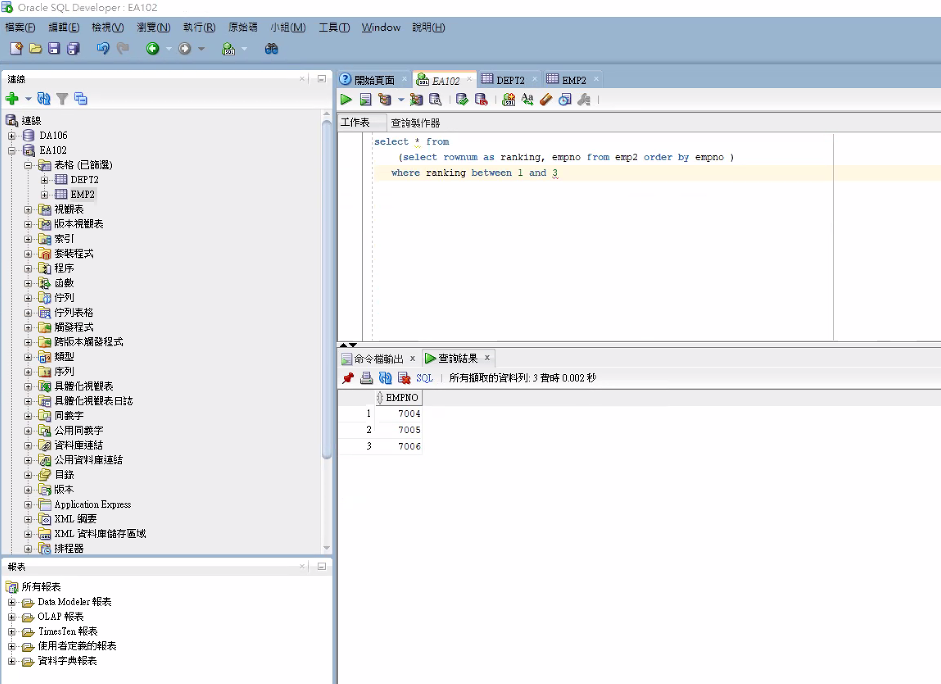 Oracle SQL Developer : EA102
檔案(F) 編輯(E) 檢視(V) 瀏覽(N) 執行(R) 原始碼 小組(M) 工具(T) Window 說明(H)
連線
連線
DA106
EA102
表格 (已篩選)
DEPT2
EMP2
視觀表
版本視觀表
索引
套裝程式
程序
函數
佇列
佇列表格
觸發程式
跨版本觸發程式
類型
序列
具體化視觀表
具體化視觀表日誌
同義字
公用同義字
資料庫連結
公用資料庫連結
目錄
版本
Application Express
XML 綱要
XML 資料庫儲存區域
排程器
報表
所有報表
Data Modeler 報表
OLAP 報表
TimesTen 報表
使用者定義的報表
資料字典報表
開始頁面 EA102 DEPT2 EMP2
工作表 查詢製作器
select * from
(select rownum as ranking, empno from emp2 order by empno )
where ranking between 1 and 3
命令檔輸出 查詢結果
SQL 所有擷取的資料列: 3 費時 0.002 秒
EMPNO
1 7004
2 7005
3 7006